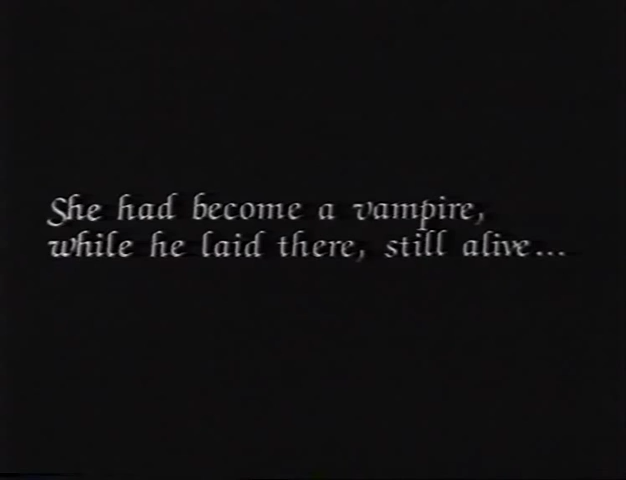 She had become a vampire,
while he laid there, still alive...